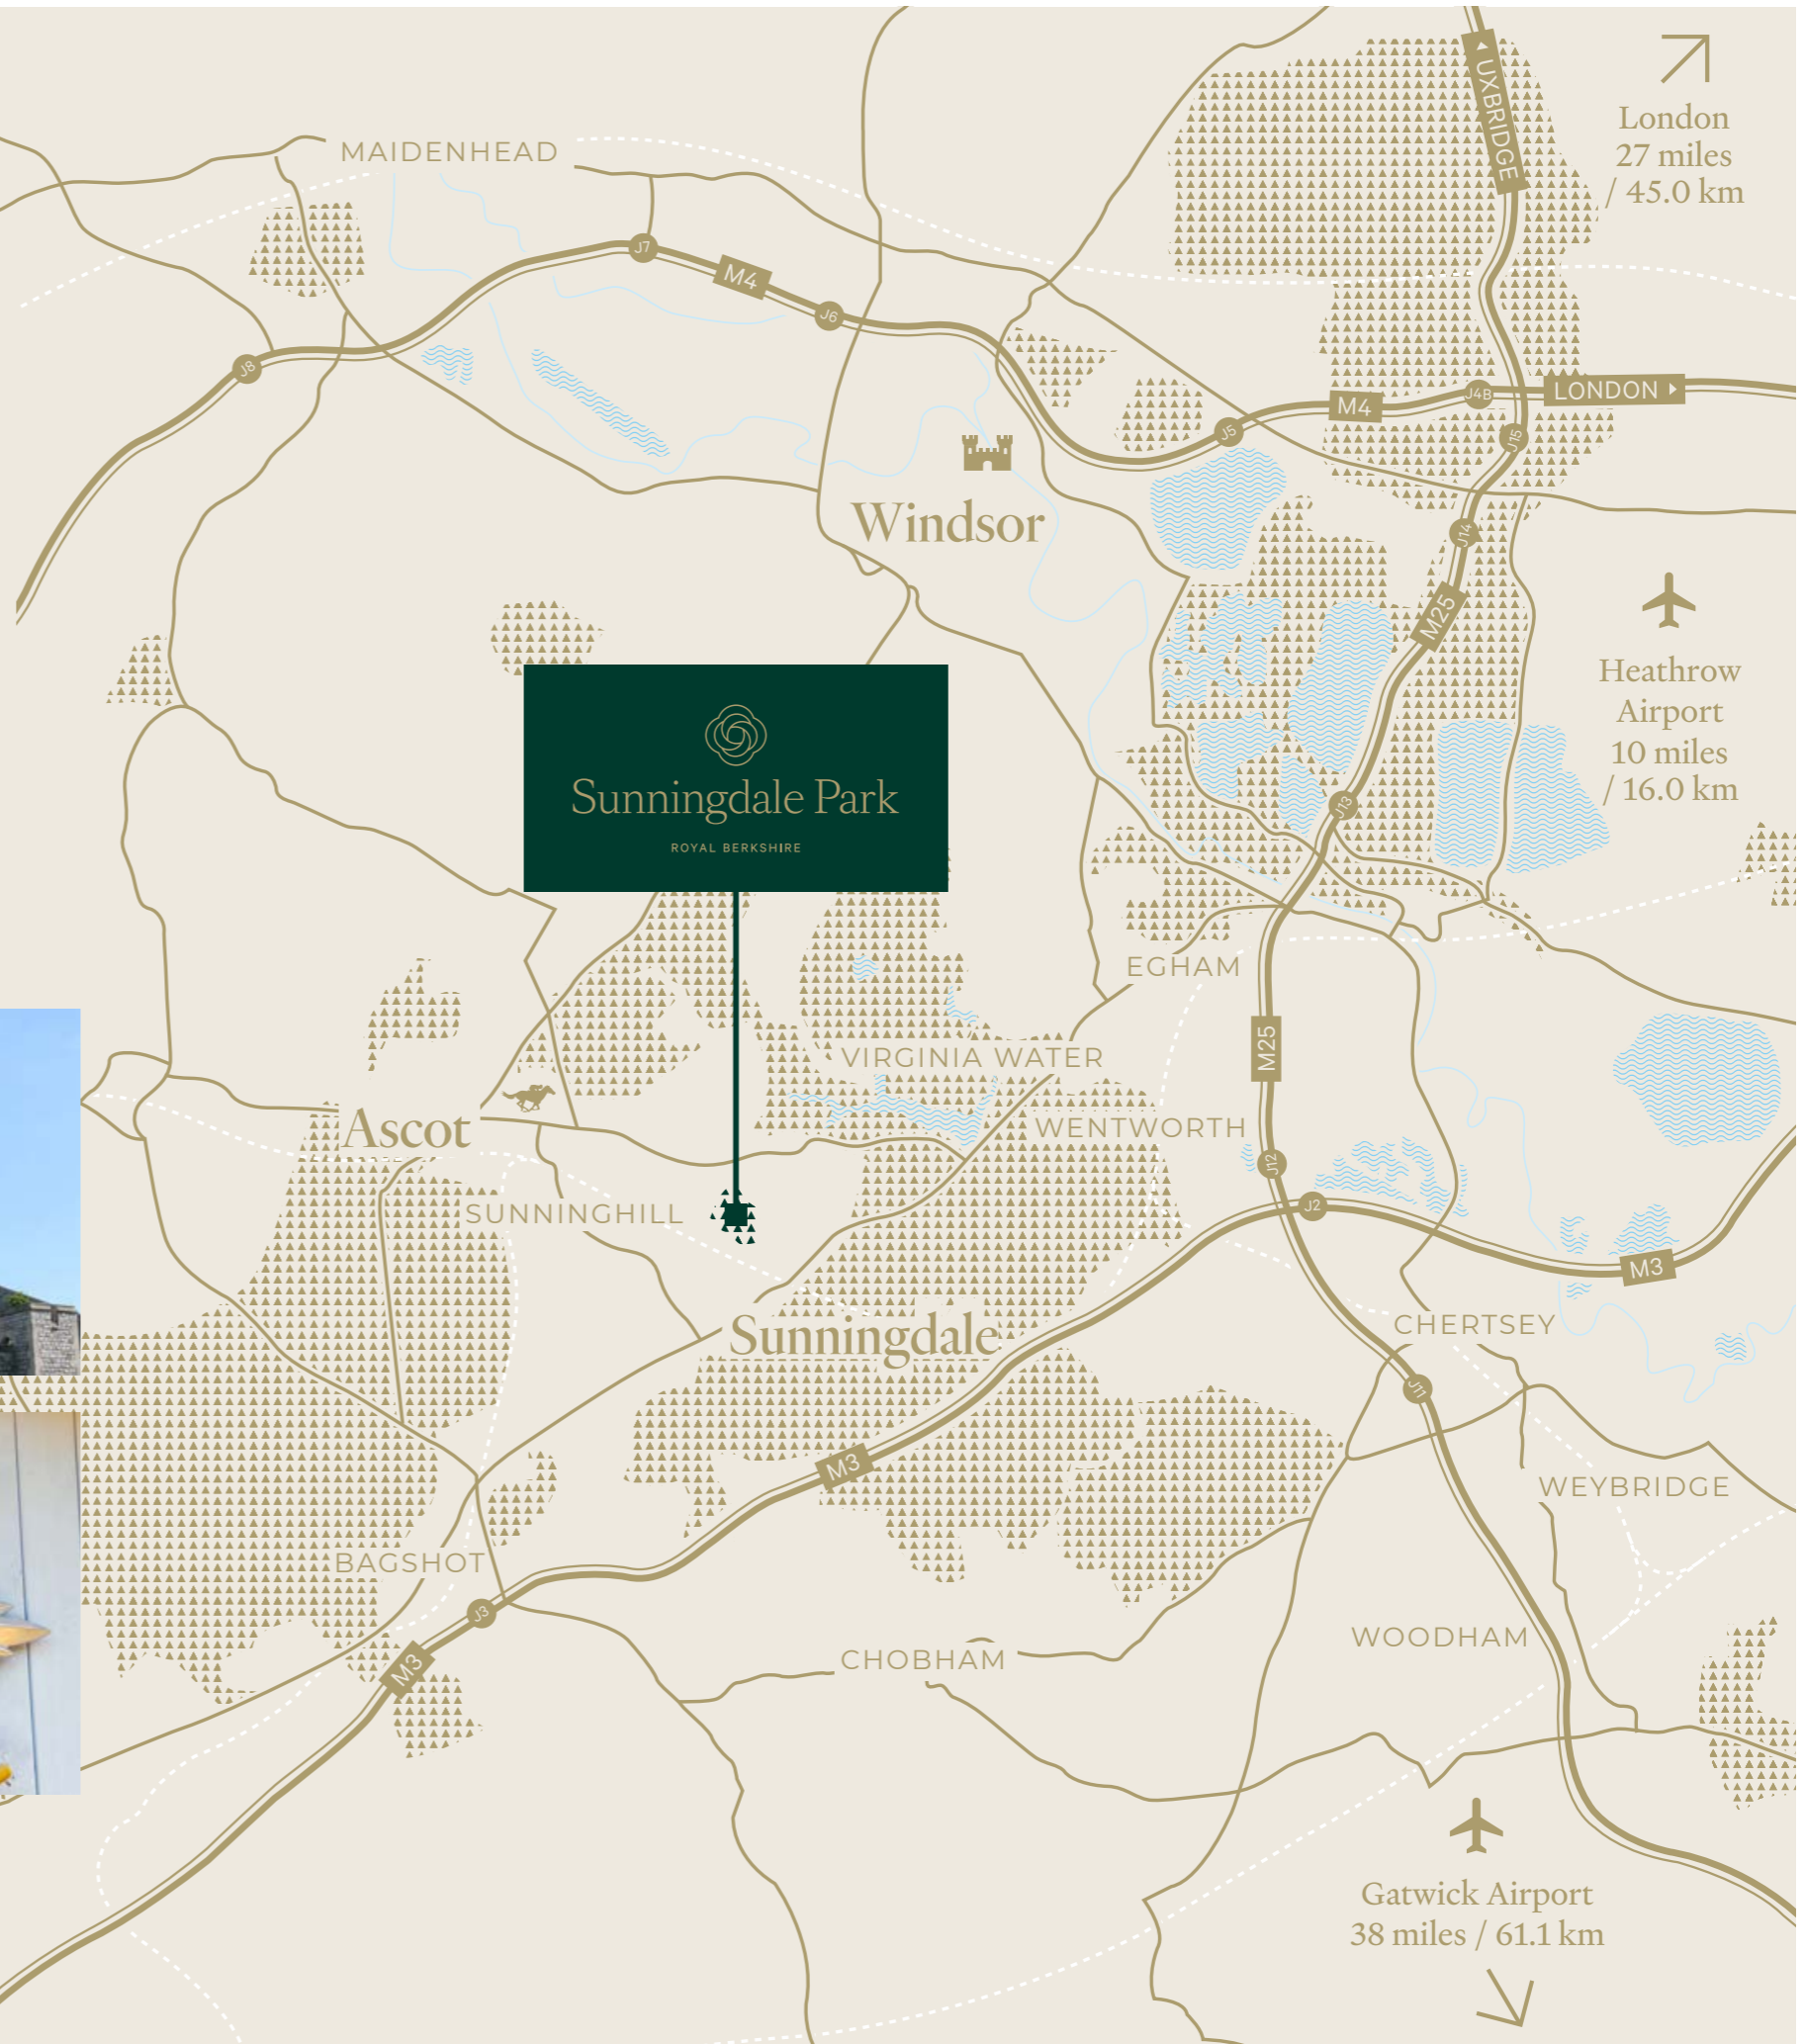 UXBRIDGE
London
27 miles
/ 45.0 km
MAIDENHEAD
J7
M4
J6
J8
M4
J4B
LONDON
J5
J15
Windsor
J14
M25
Heathrow
Airport
10 miles
/ 16.0 km
Sunningdale Park
ROYAL BERKSHIRE
J13
EGHAM
M25
VIRGINIA WATER
Ascot
WENTWORTH
J12
SUNNINGHILL
J2
M3
CHERTSEY
Sunningdale
J11
M3
WEYBRIDGE
BAGSHOT
J3
WOODHAM
CHOBHAM
M3
Gatwick Airport
38 miles / 61.1 km